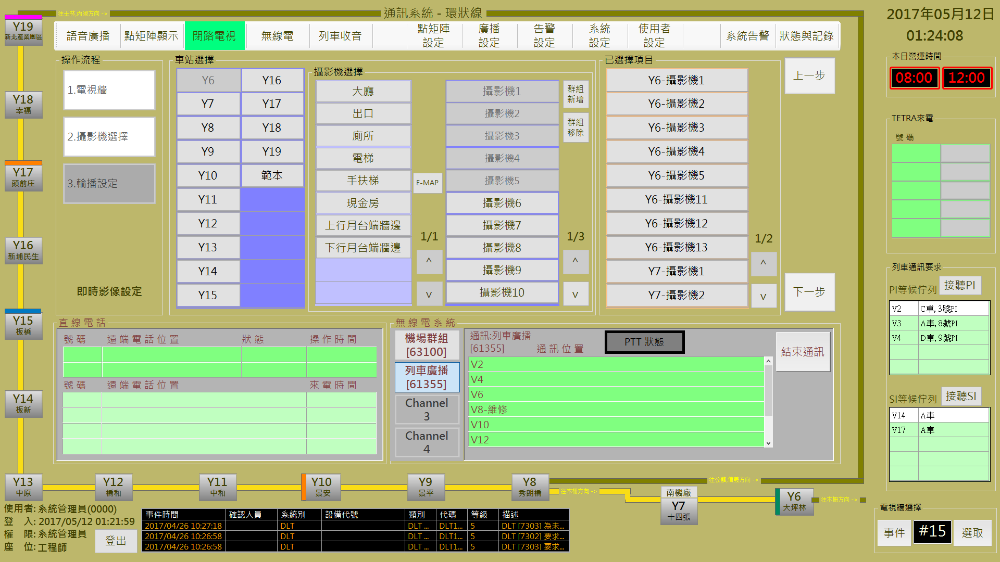 往士林,內湖方向 ->
通訊系統 - 環狀線
2017年05月12日
01:24:08
語音廣播
點矩陣顯示
閉路電視
無線電
列車收音
點矩陣
設定
廣播
設定
告警
設定
系統
設定
使用者
設定
系統告警
狀態與記錄
Y19
新北產業園區
Y18
幸福
Y17
頭前庄
Y16
新埔民生
Y15
板橋
Y14
板新
操作流程
1.電視牆
2.攝影機選擇
3.輪播設定
即時影像設定
車站選擇
Y6
Y16
Y7
Y17
Y8
Y18
Y9
Y19
Y10
範本
Y11
Y12
Y13
Y14
Y15
攝影機選擇
大廳
出口
廁所
電梯
手扶梯
現金房
上行月台端牆邊
下行月台端牆邊
E-MAP
1/1
^
v
攝影機1
攝影機2
攝影機3
攝影機4
攝影機5
攝影機6
攝影機7
攝影機8
攝影機9
攝影機10
群組
新增
群組
移除
1/3
^
v
已選擇項目
Y6-攝影機1
Y6-攝影機2
Y6-攝影機3
Y6-攝影機4
Y6-攝影機5
Y6-攝影機11
Y6-攝影機12
Y6-攝影機13
Y7-攝影機1
Y7-攝影機2
1/2
^
v
上一步
下一步
本日營運時間
08:00
12:00
TETRA來電
號 碼
列車通訊要求
PI等候佇列
接聽PI
V2 C車,3號PI
V3 A車,8號PI
V4 D車,9號PI
SI等候佇列
接聽SI
V14 A車
V17 A車
直 線 電 話
號 碼 遠 端 電 話 位 置 狀 態 操 作 時 間
號 碼 遠 端 電 話 位 置 來 電 時 間
無 線 電 系 統
機場群組
[63100]
列車廣播
[61355]
Channel
3
Channel
4
通訊:列車廣播
[61355]
通 訊 位 置
PTT 狀態
結束通訊
V2
V4
V6
V8-維修
V10
V12
Y13
中原
Y12
橋和
Y11
中和
Y10
景安
Y9
景平
Y8
秀朗橋
往公館,信義方向 ->
往木柵方向 ->
南機廠
Y7
十四張
Y6
大坪林
往木柵方向 ->
使用者: 系統管理員(0000)
登 入: 2017/05/12 01:21:59
權 限: 系統管理員
座 位: 工程師
登出
事件時間 確認人員 系統別 設備代號 類別 代碼 等級 描述
2017/04/26 10:27:18 DLT DLT ... DLT1... 5 DLT [7303] 為未...
2017/04/26 10:26:58 DLT DLT ... DLT1... 5 DLT [7302] 要求...
2017/04/26 10:26:58 DLT DLT ... DLT1... 5 DLT [7303] 要求...
電視牆選擇
事件
#15
選取